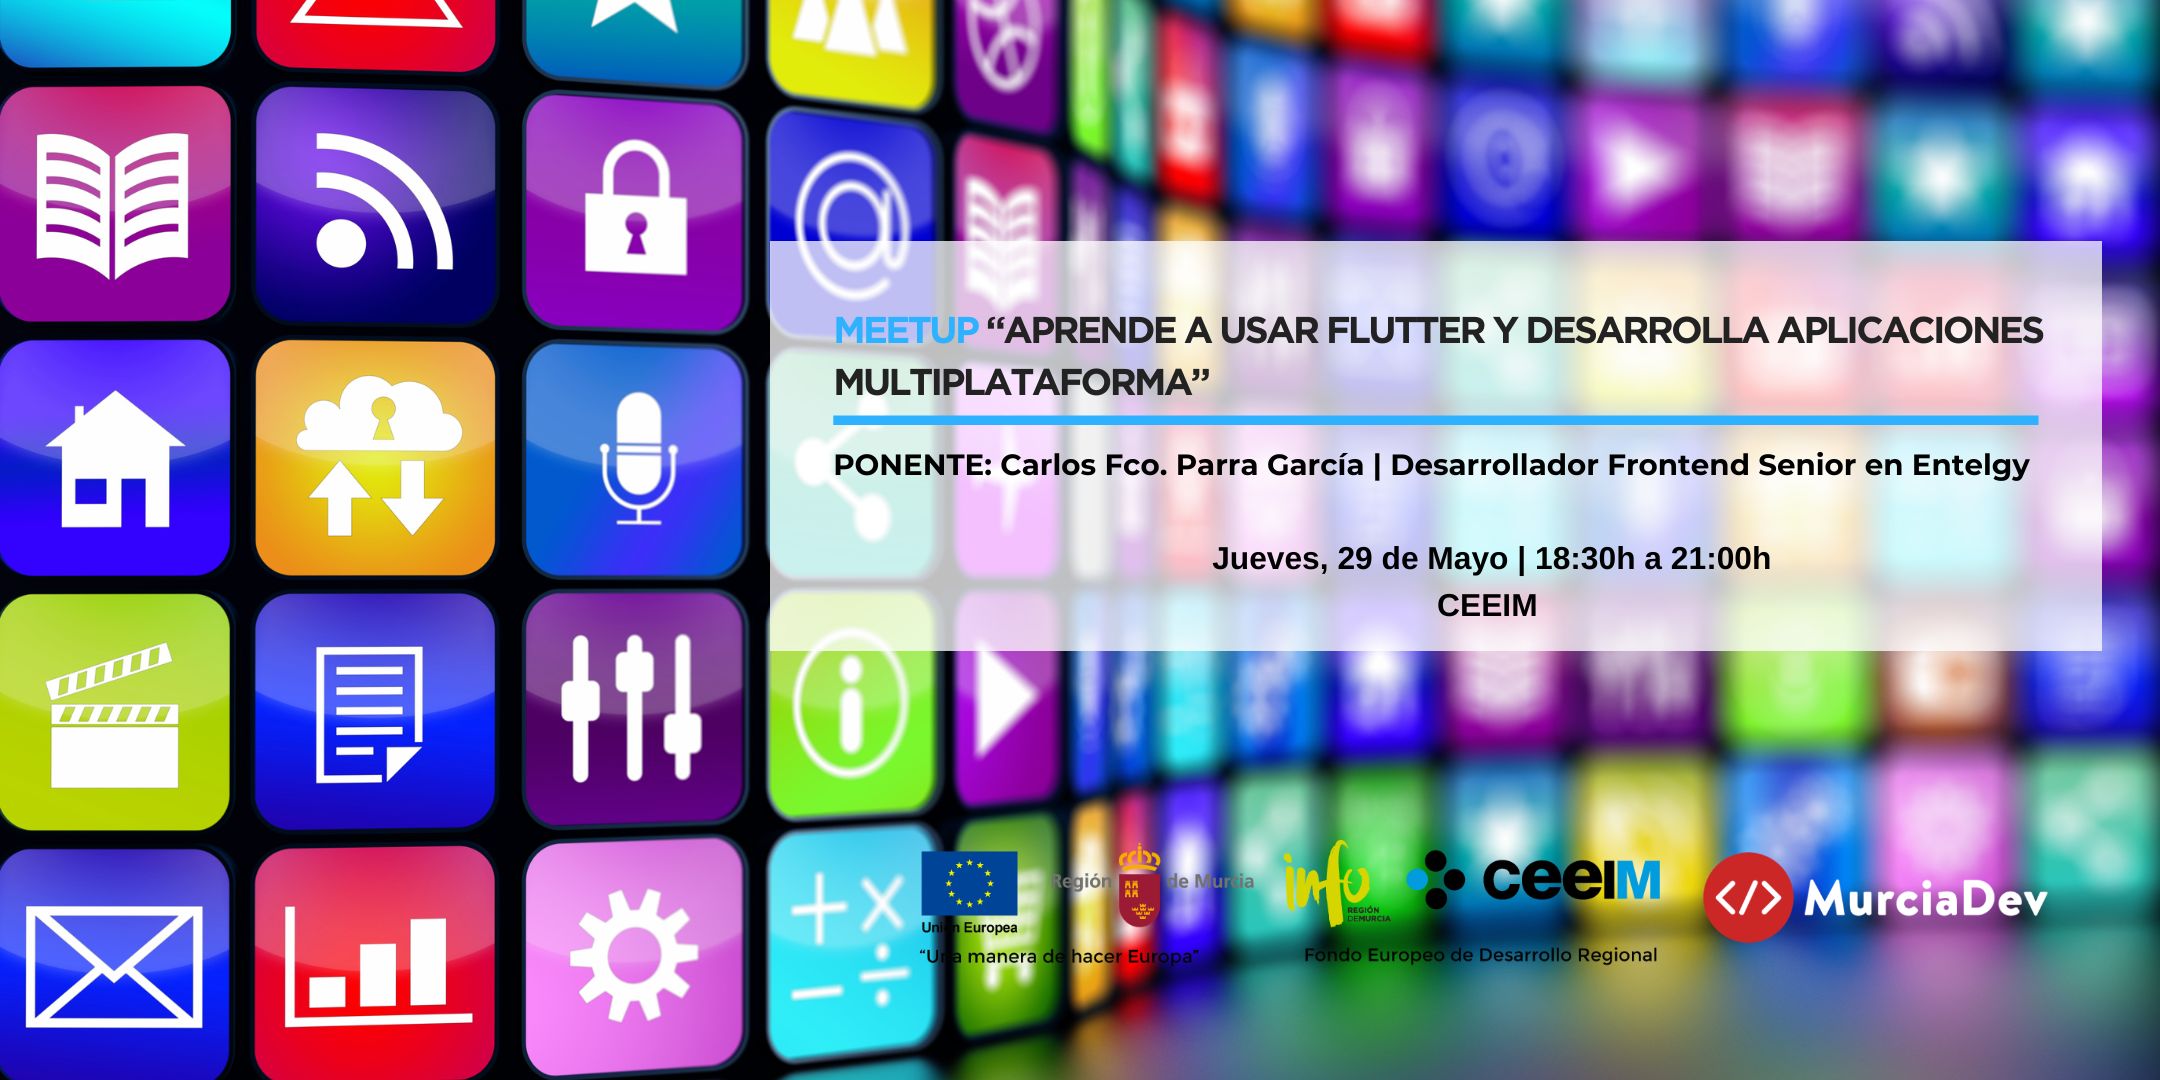 MEETUP “APRENDE A USAR FLUTTER Y DESARROLLA APLICACIONES
MULTIPLATAFORMA”
PONENTE: Carlos Fco. Parra García | Desarrollador Frontend Senior en Entelgy
Jueves, 29 de Mayo | 18:30h a 21:00h
CEEIM
Unión Europea
Región de Murcia
info
REGIÓN
DEMURCIA
ceeIM
</> MurciaDev
“Una manera de hacer Europa”
Fondo Europeo de Desarrollo Regional